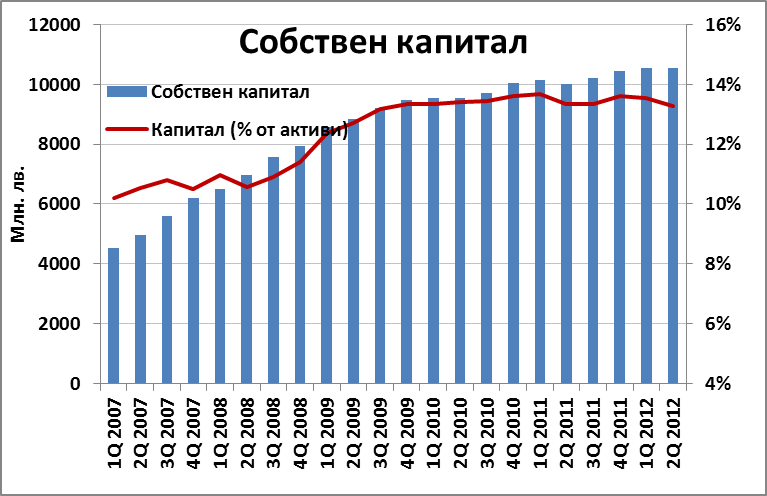 Собствен капитал
Собствен капитал
Капитал (% от активи)
Млн. лв.
12000
10000
8000
6000
4000
2000
0
16%
14%
12%
10%
8%
6%
4%
1Q 2007
2Q 2007
3Q 2007
4Q 2007
1Q 2008
2Q 2008
3Q 2008
4Q 2008
1Q 2009
2Q 2009
3Q 2009
4Q 2009
1Q 2010
2Q 2010
3Q 2010
4Q 2010
1Q 2011
2Q 2011
3Q 2011
4Q 2011
1Q 2012
2Q 2012